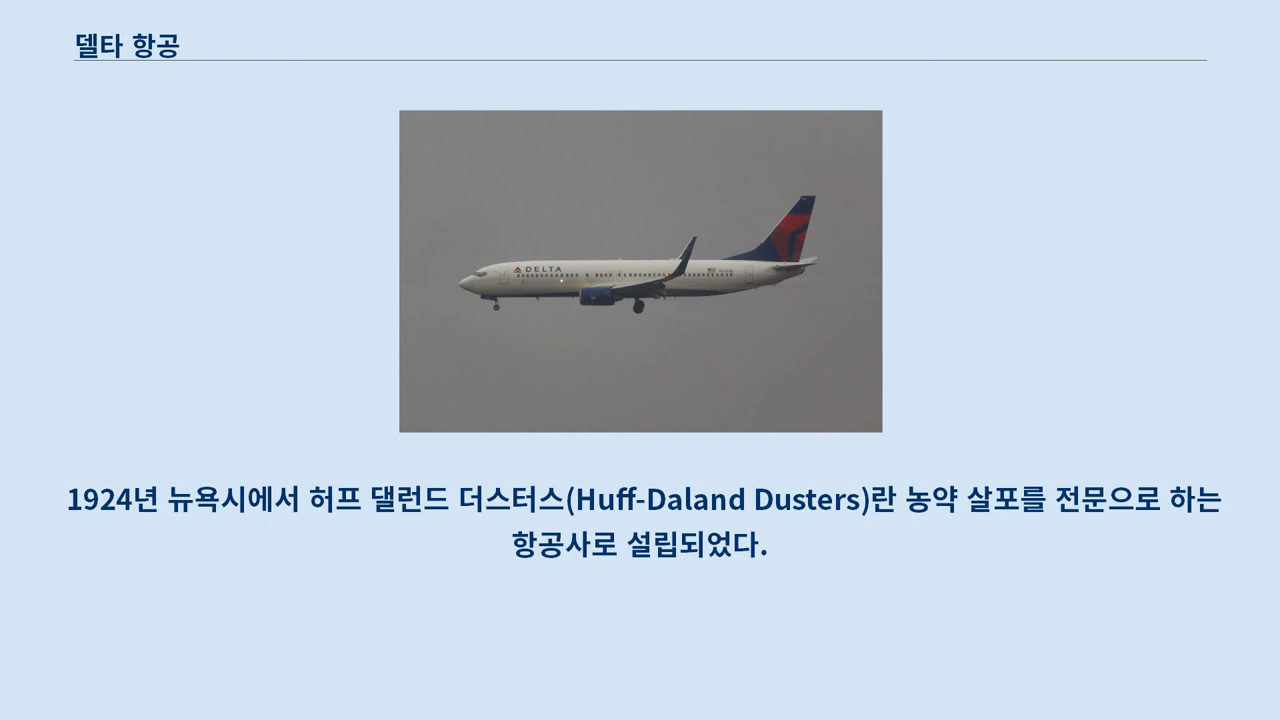 델타 항공
DELTA
1924년 뉴욕시에서 허프 댈런드 더스터스(Huff-Daland Dusters)란 농약 살포를 전문으로 하는
항공사로 설립되었다.